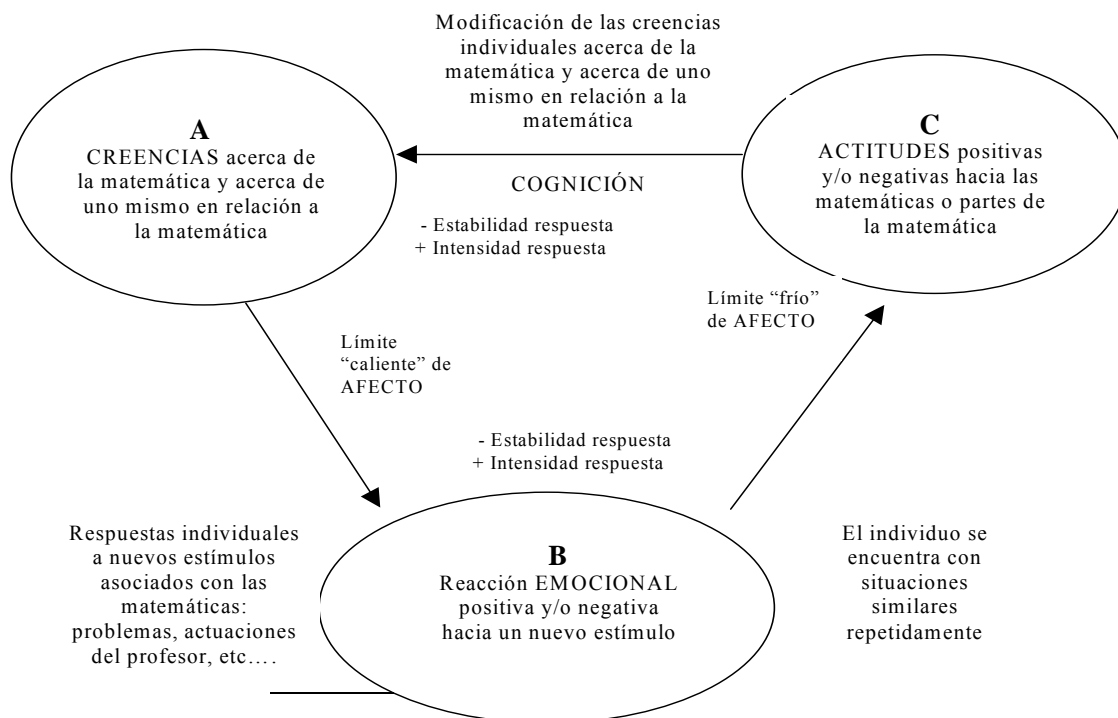 Modificación de las creencias
individuales acerca de la
matemática y acerca de uno
mismo en relación a la
matemática
A
CREENCIAS acerca de
la matemática y acerca de
uno mismo en relación a
la matemática
C
ACTITUDES positivas
y/o negativas hacia las
matemáticas o partes de
la matemática
COGNICIÓN
- Estabilidad respuesta
+ Intensidad respuesta
Límite “caliente” de
AFECTO
Límite “frío”
de AFECTO
- Estabilidad respuesta
+ Intensidad respuesta
Respuestas individuales
a nuevos estímulos
asociados con las
matemáticas:
problemas, actuaciones
del profesor, etc….
B
Reacción EMOCIONAL
positiva y/o negativa
hacia un nuevo estímulo
El individuo se
encuentra con
situaciones
similares
repetidamente